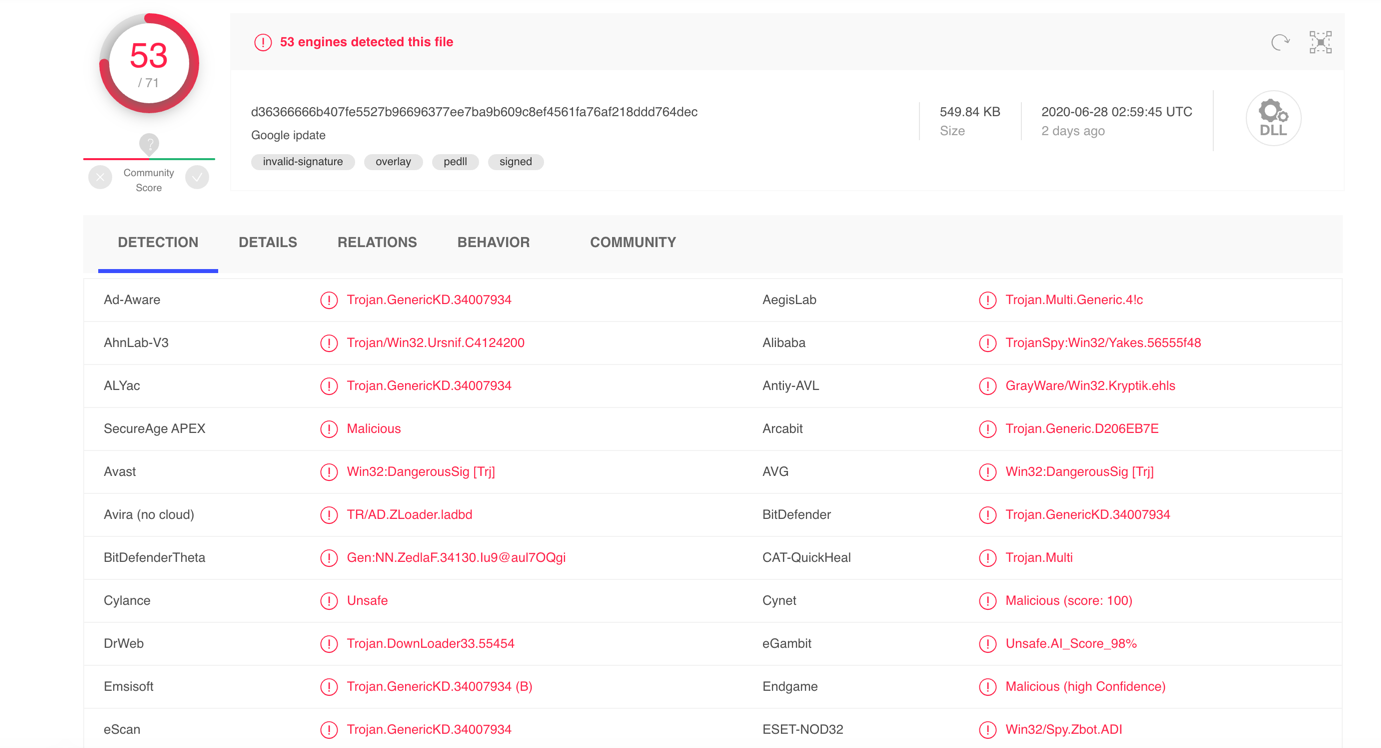 53
/ 71
?
Community
Score
53 engines detected this file
d36366666b407fe5527b96696377ee7ba9b609c8ef4561fa76af218ddd764dec
Google ipdate
invalid-signature overlay pedll signed
549.84 KB
Size
2020-06-28 02:59:45 UTC
2 days ago
DLL
DETECTION DETAILS RELATIONS BEHAVIOR COMMUNITY
Ad-Aware Trojan.GenericKD.34007934 AegisLab Trojan.Multi.Generic.4!c
AhnLab-V3 Trojan/Win32.Ursnif.C4124200 Alibaba TrojanSpy:Win32/Yakes.56555f48
ALYac Trojan.GenericKD.34007934 Antiy-AVL GrayWare/Win32.Kryptik.ehls
SecureAge APEX Malicious Arcabit Trojan.Generic.D206EB7E
Avast Win32:DangerousSig [Trj] AVG Win32:DangerousSig [Trj]
Avira (no cloud) TR/AD.ZLoader.ladbd BitDefender Trojan.GenericKD.34007934
BitDefenderTheta Gen:NN.ZedlaF.34130.Iu9@aul7OQgi CAT-QuickHeal Trojan.Multi
Cylance Unsafe Cynet Malicious (score: 100)
DrWeb Trojan.DownLoader33.55454 eGambit Unsafe.AI_Score_98%
Emsisoft Trojan.GenericKD.34007934 (B) Endgame Malicious (high Confidence)
eScan Trojan.GenericKD.34007934 ESET-NOD32 Win32/Spy.Zbot.ADI